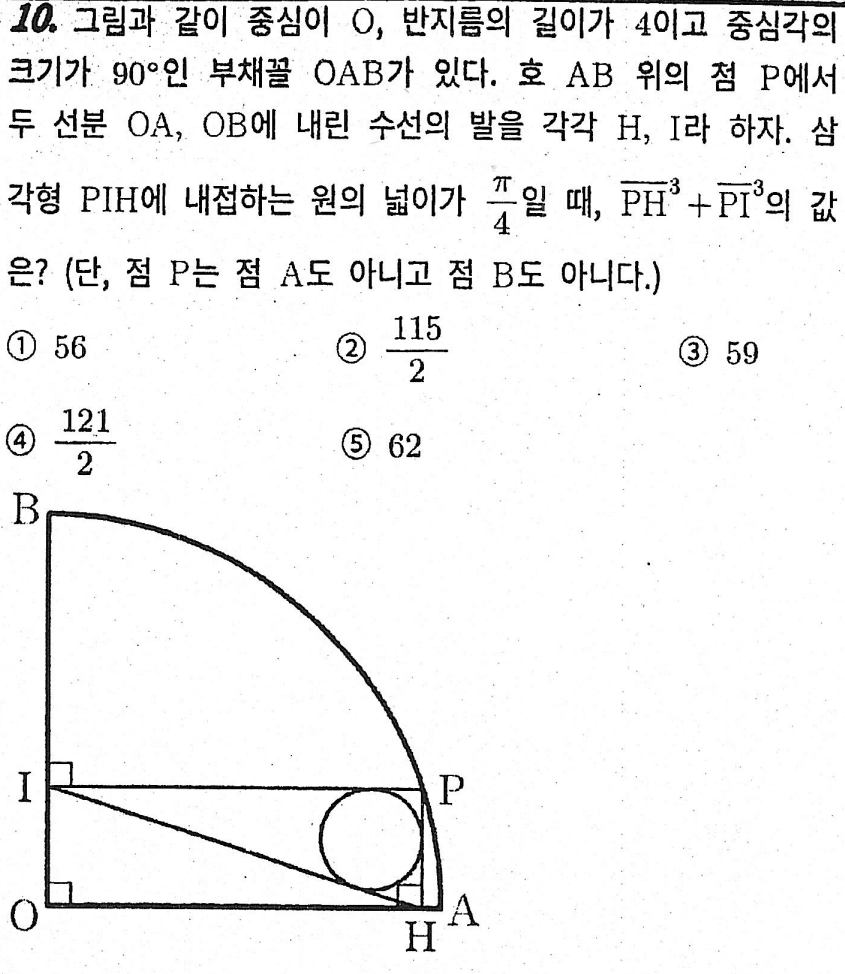 10. 그림과 같이 중심이 O, 반지름의 길이가 4이고 중심각의
크기가 90°인 부채꼴 OAB가 있다. 호 AB 위의 점 P에서
두 선분 OA, OB에 내린 수선의 발을 각각 H, I라 하자. 삼
각형 PIH에 내접하는 원의 넓이가 $\frac{\pi}{4}$일 때, $\overline{PH}^3+\overline{PI}^3$의 값
은? (단, 점 P는 점 A도 아니고 점 B도 아니다.)
① 56 ② $\frac{115}{2}$ ③ 59
④ $\frac{121}{2}$ ⑤ 62
B
I P
O A
H